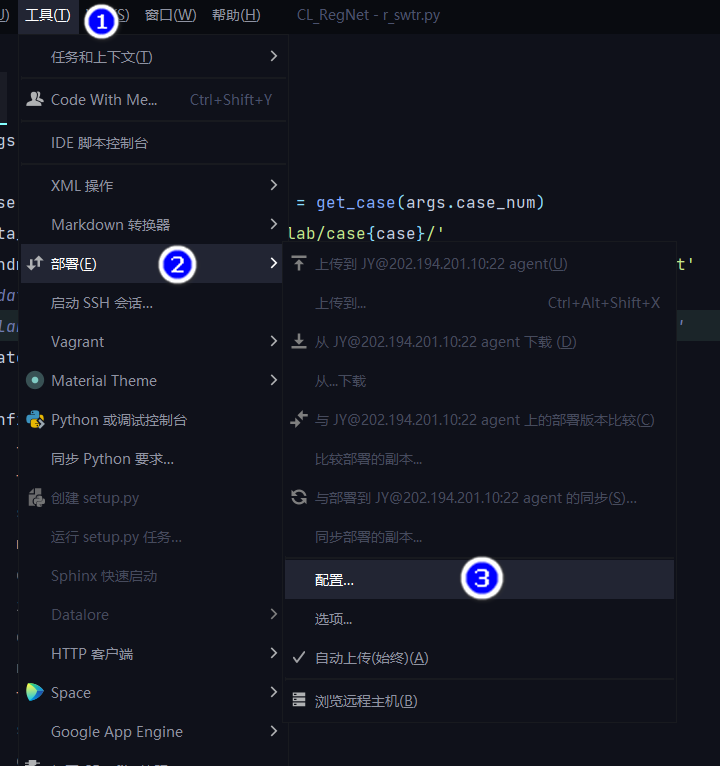 工具(T) 1 S) 窗口(W) 帮助(H) CL_RegNet - r_swtr.py
任务和上下文(T)
Code With Me... Ctrl+Shift+Y
IDE 脚本控制台
XML 操作
= get_case(args.case_num)
Markdown 转换器
lab/case{case}/'
部署(E) 2
上传到 JY@202.194.201.10:22 agent(U)
t'
启动 SSH 会话...
上传到... Ctrl+Alt+Shift+X
Vagrant
从 JY@202.194.201.10:22 agent 下载 (D)
Material Theme
从...下载
Python 或调试控制台
与 JY@202.194.201.10:22 agent 上的部署版本比较(C)
同步 Python 要求...
比较部署的副本...
创建 setup.py
与部署到 JY@202.194.201.10:22 agent 的同步(S)...
运行 setup.py 任务...
同步部署的副本...
Sphinx 快速启动
配置... 3
Datalore
选项...
HTTP 客户端
自动上传(始终)(A)
Space
浏览远程主机(B)
Google App Engine